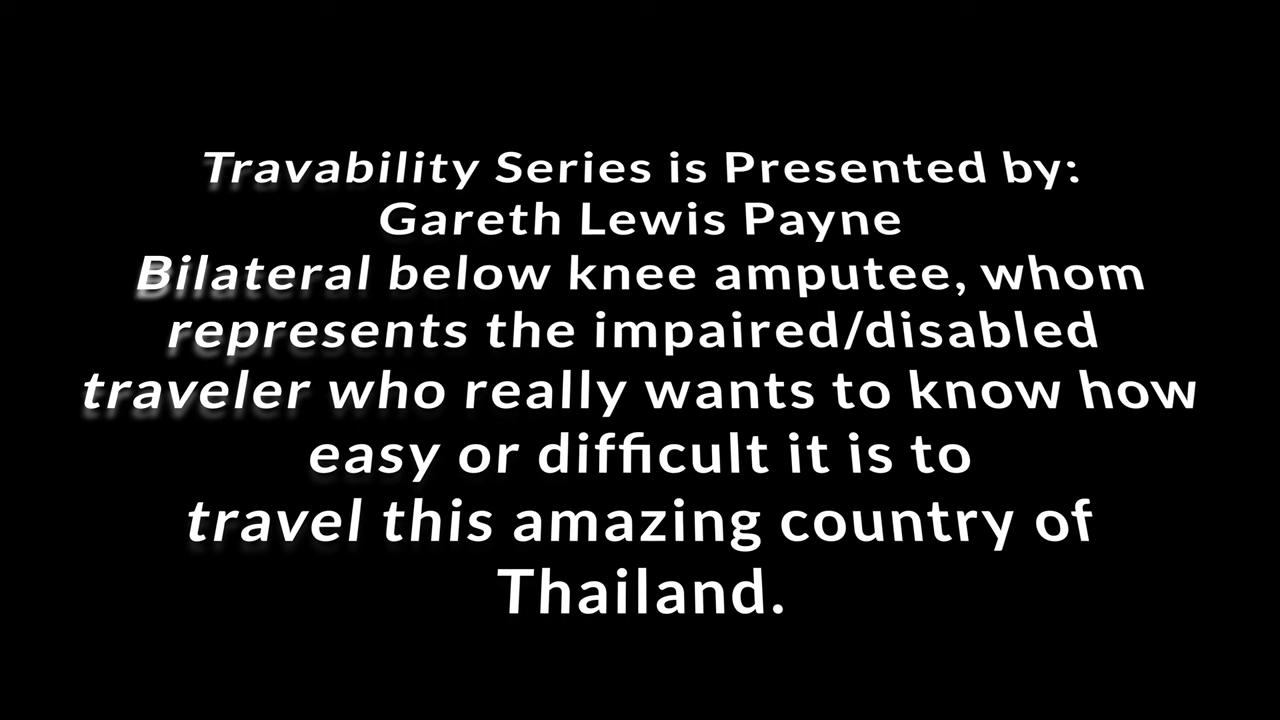 Travability Series is Presented by:
Gareth Lewis Payne
Bilateral below knee amputee, whom
represents the impaired/disabled
traveler who really wants to know how
easy or difficult it is to
travel this amazing country of
Thailand.